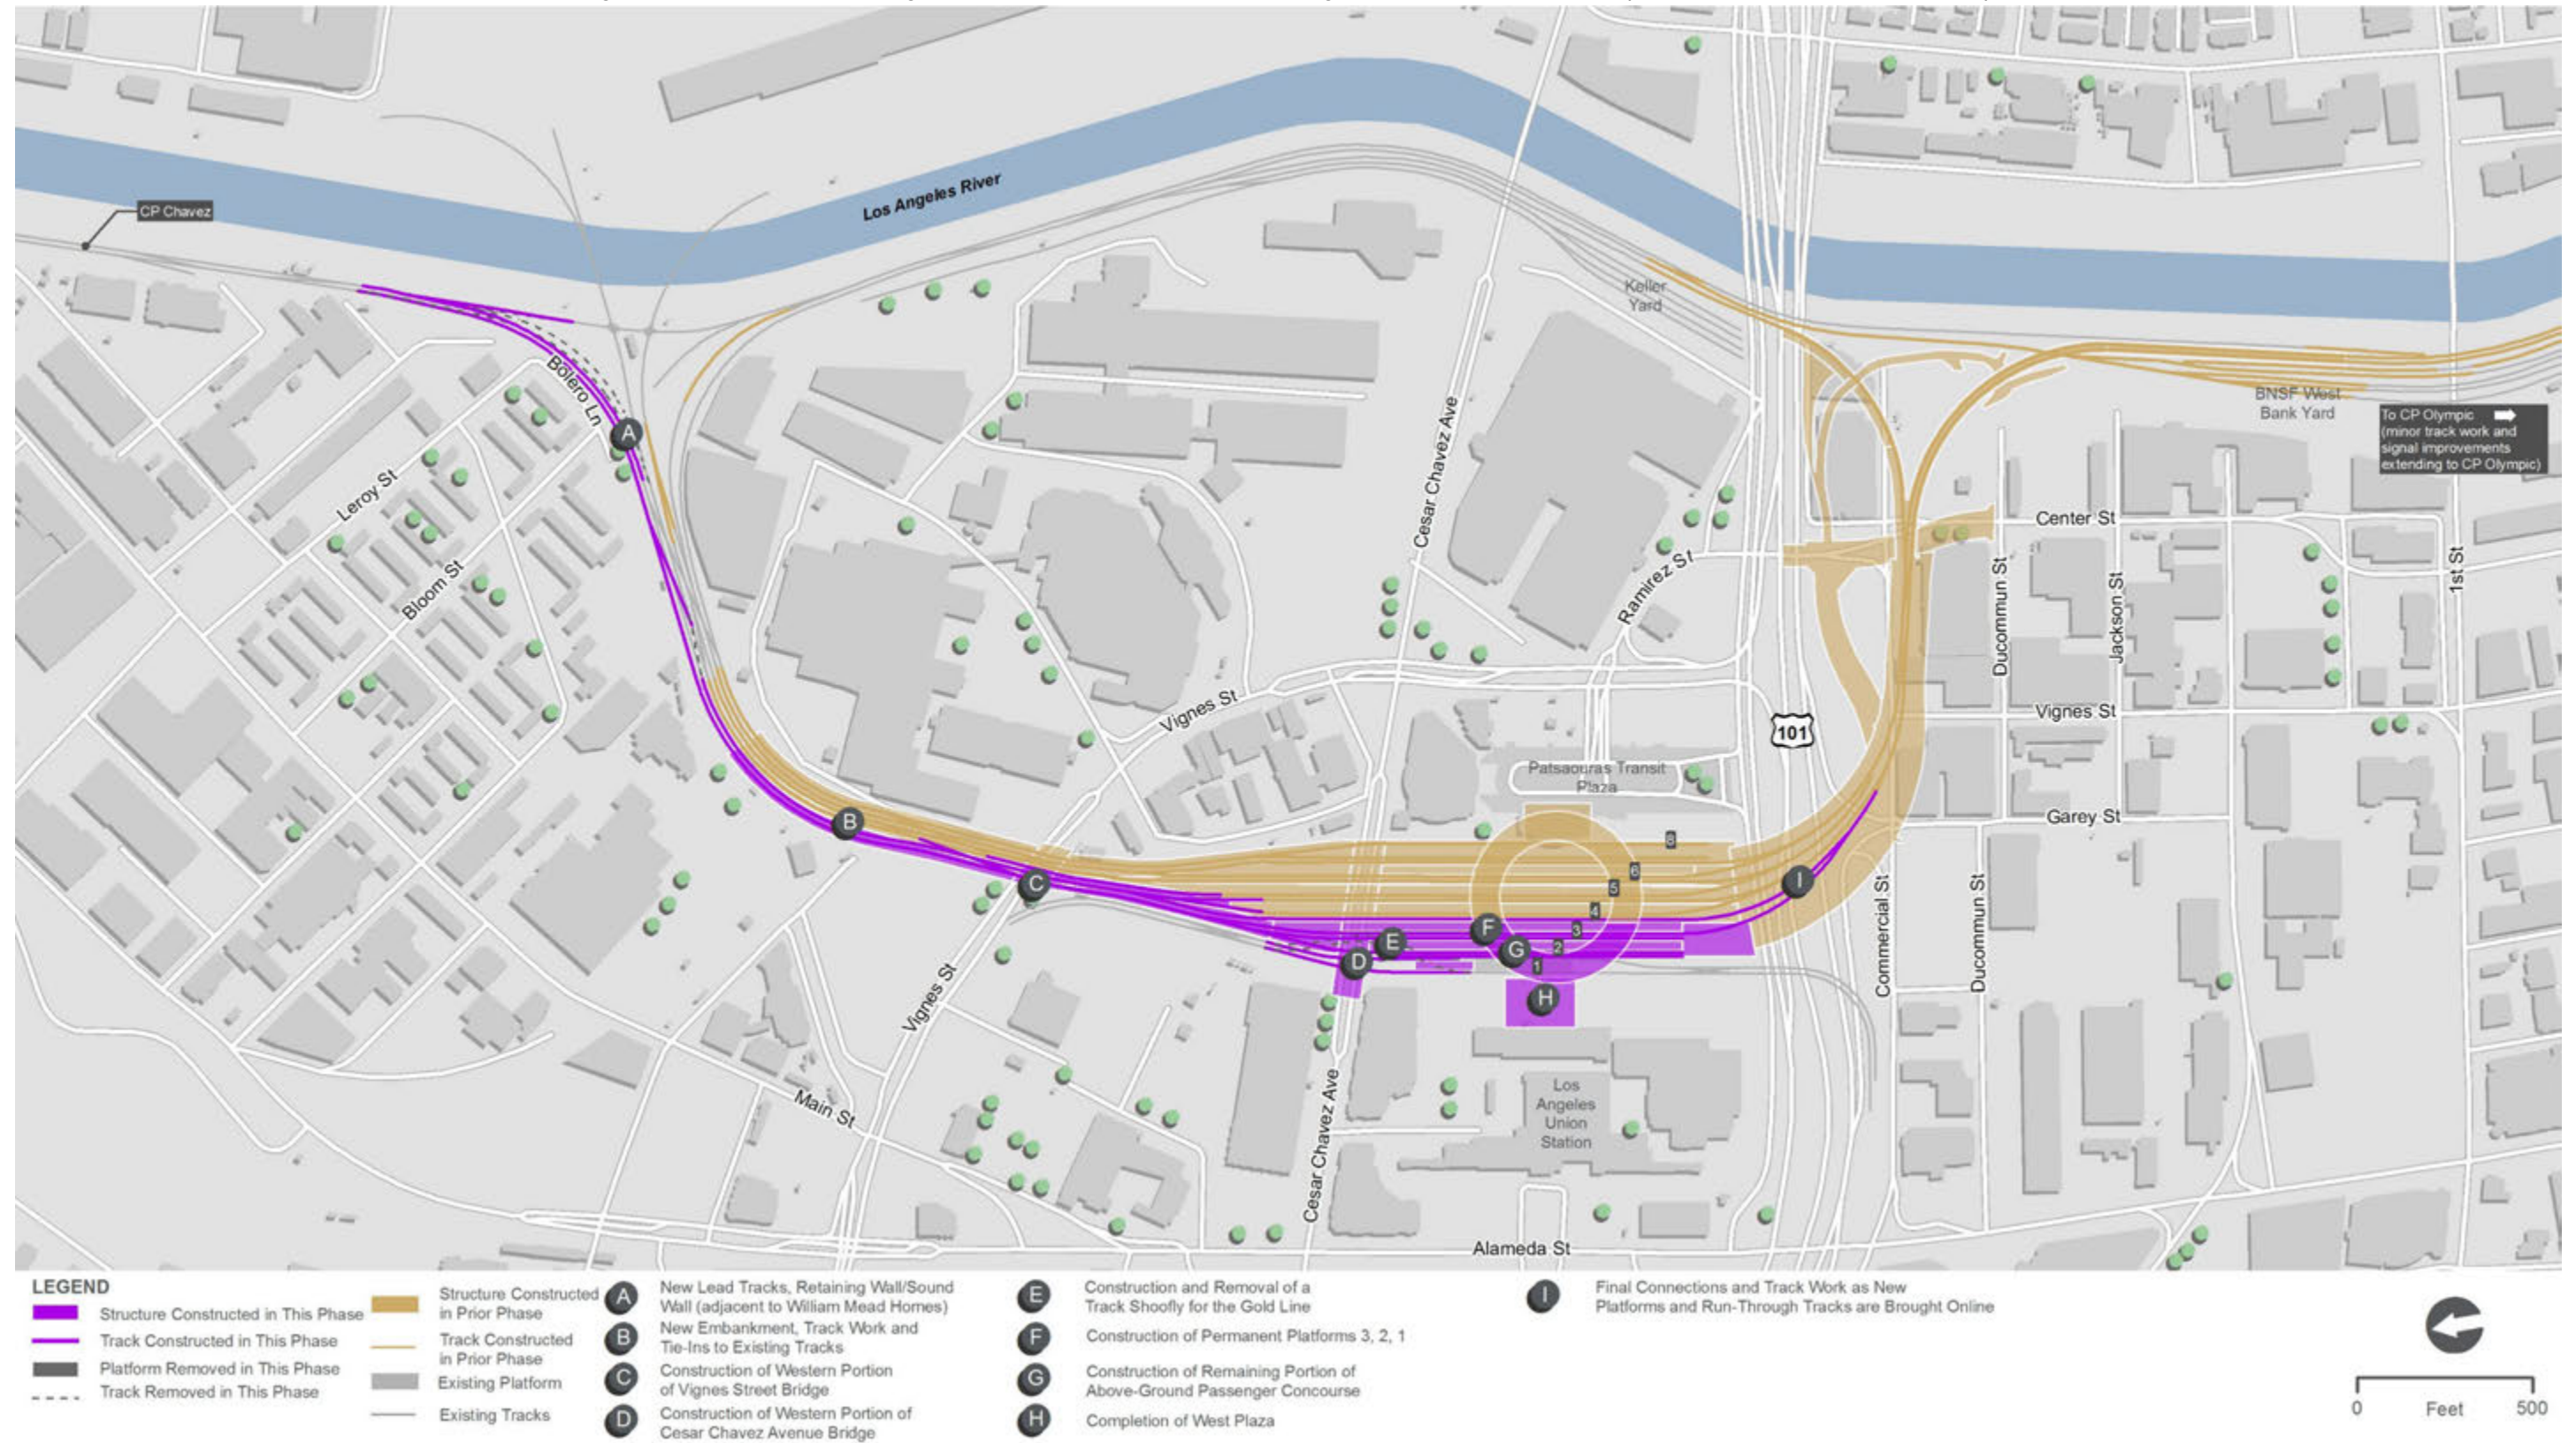 Los Angeles River
CP Chavez
Keller
Yard
BNSF West
Bank Yard
To CP Olympic
(minor track work and
signal improvements
extending to CP Olympic)
Bolero Ln
A
Leroy St
Bloom St
Cesar Chavez Ave
Ramirez St
Center St
Ducommun St
Jackson St
1st St
Vignes St
Vignes St
101
Patsaouras Transit
Plaza
Garey St
B
C
8
6
5
4
3
2
1
I
F
E
G
D
H
Commercial St
Ducommun St
Vignes St
Main St
Cesar Chavez Ave
Los
Angeles
Union
Station
Alameda St
LEGEND
Structure Constructed in This Phase
Track Constructed in This Phase
Platform Removed in This Phase
Track Removed in This Phase
Structure Constructed
in Prior Phase
Track Constructed
in Prior Phase
Existing Platform
Existing Tracks
A
New Lead Tracks, Retaining Wall/Sound
Wall (adjacent to William Mead Homes)
B
New Embankment, Track Work and
Tie-Ins to Existing Tracks
C
Construction of Western Portion
of Vignes Street Bridge
D
Construction of Western Portion of
Cesar Chavez Avenue Bridge
E
Construction and Removal of a
Track Shoofly for the Gold Line
F
Construction of Permanent Platforms 3, 2, 1
G
Construction of Remaining Portion of
Above-Ground Passenger Concourse
H
Completion of West Plaza
I
Final Connections and Track Work as New
Platforms and Run-Through Tracks are Brought Online
0 Feet 500